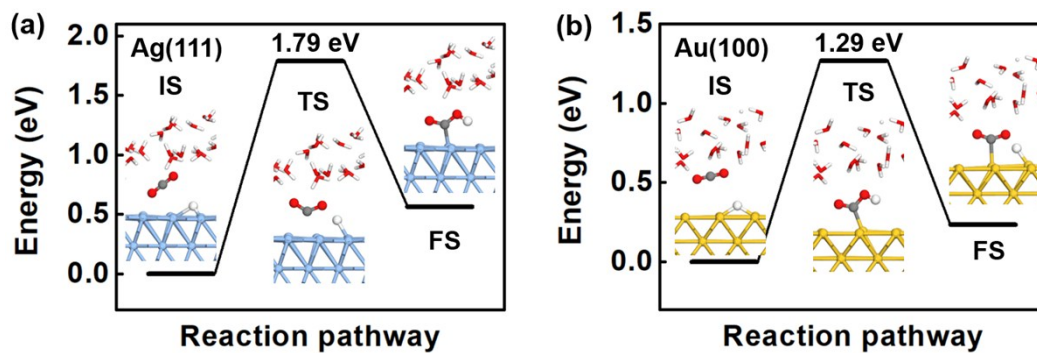 (a)
Energy (eV)
2.0
1.5
1.0
0.5
0.0
Ag(111)
IS
1.79 eV
TS
FS
Reaction pathway
(b)
Energy (eV)
1.5
1.0
0.5
0.0
Au(100)
IS
1.29 eV
TS
FS
Reaction pathway